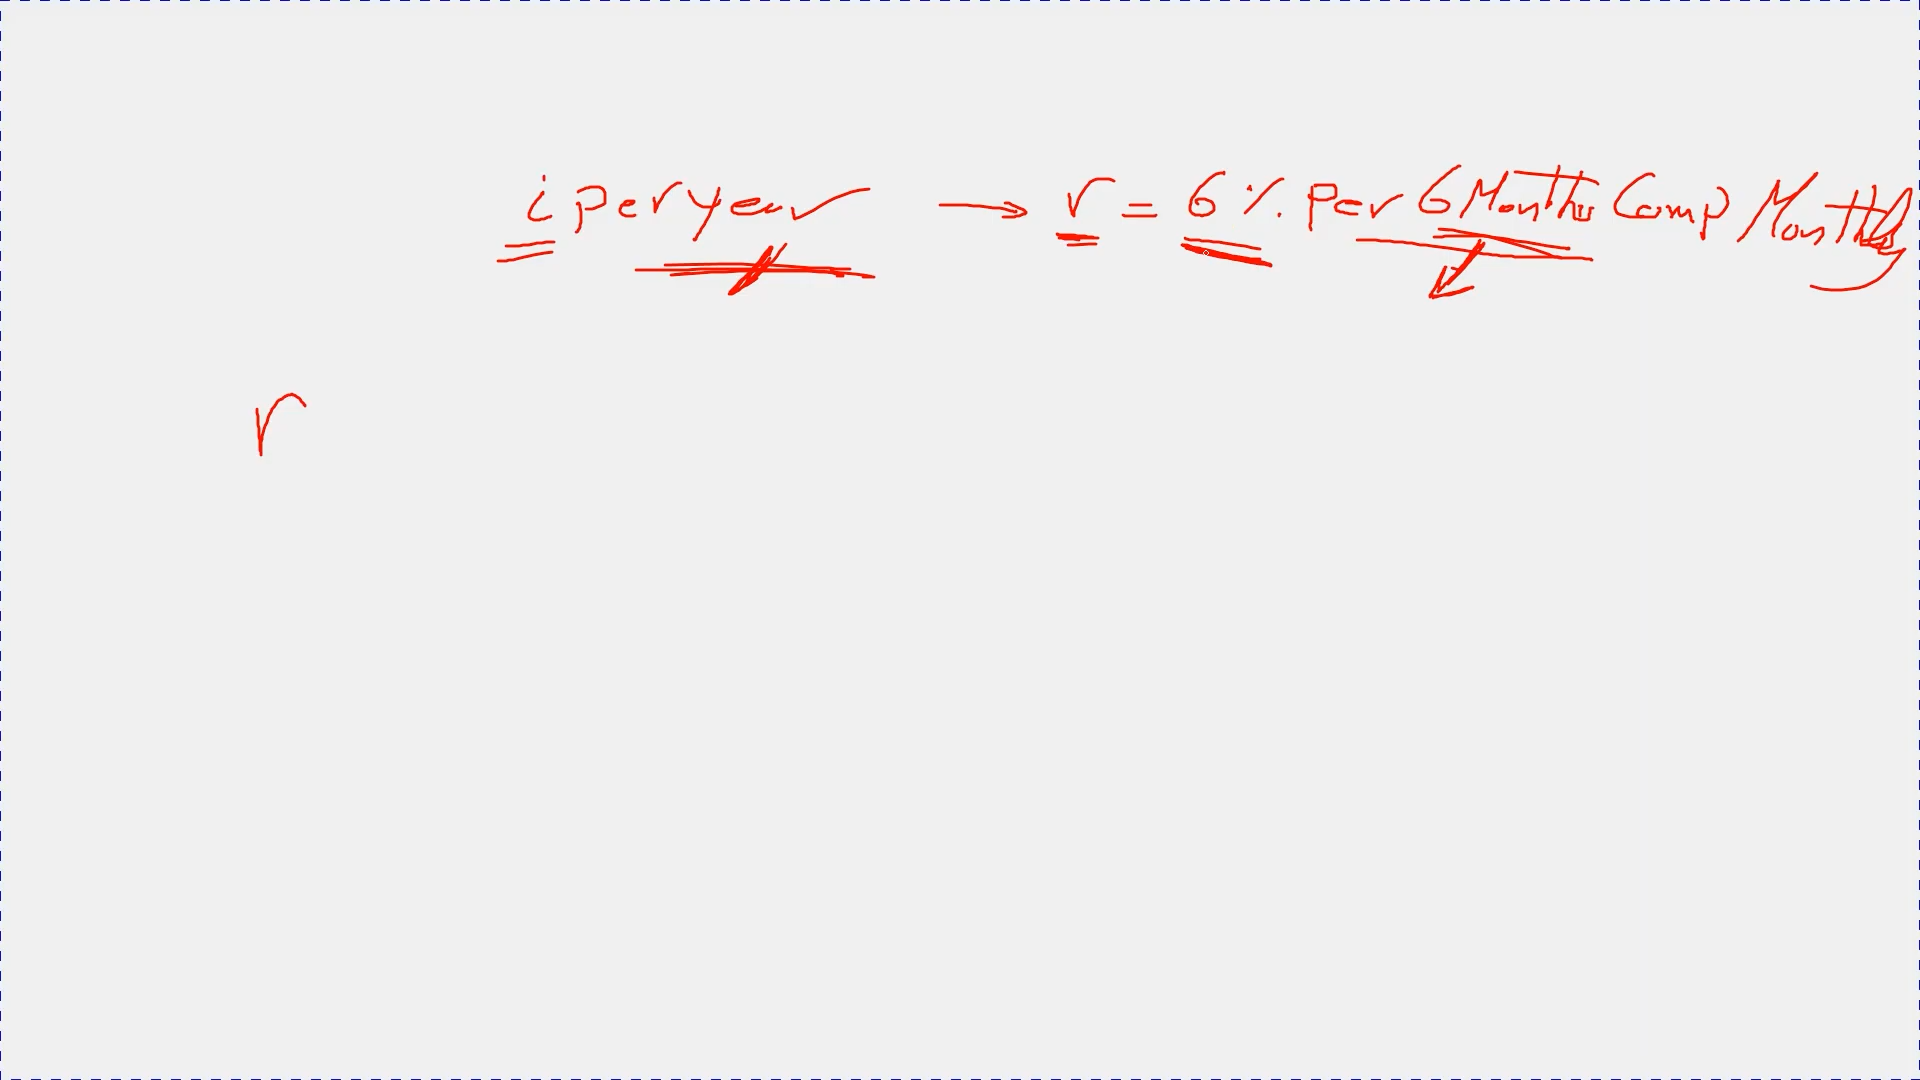 i per year → r = 6 % per 6 Months Comp Monthly
r